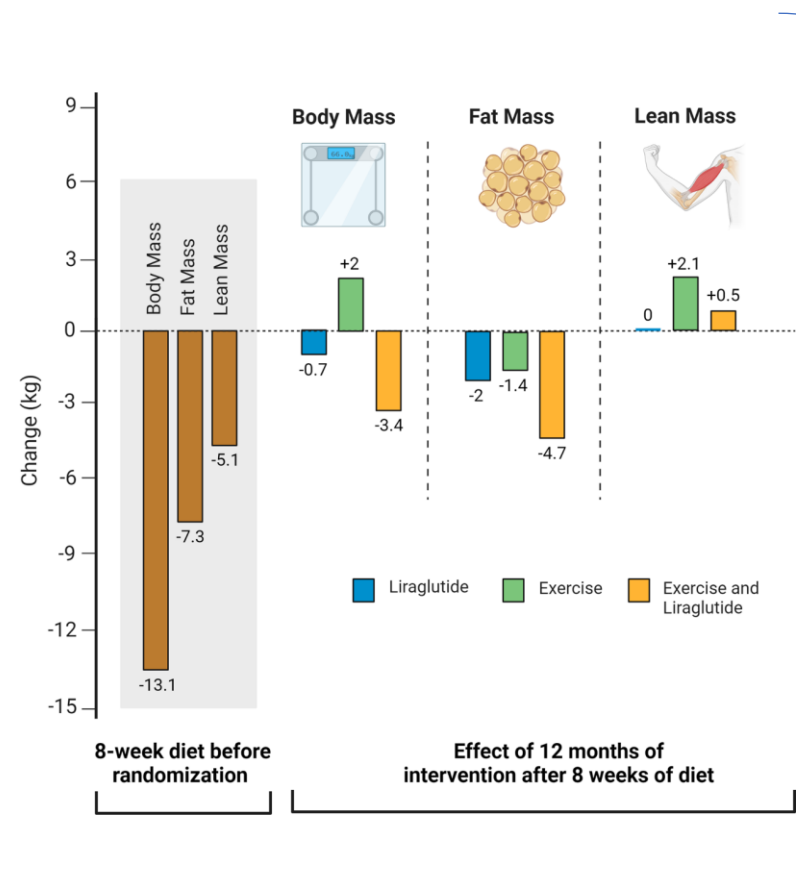 Body Mass
Fat Mass
Lean Mass
9
6
3
0
-3
-6
-9
-12
-15
Change (kg)
Body Mass
Fat Mass
Lean Mass
-13.1
-7.3
-5.1
-0.7
+2
-3.4
-2
-1.4
-4.7
0
+2.1
+0.5
Liraglutide
Exercise
Exercise and
Liraglutide
8-week diet before
randomization
Effect of 12 months of
intervention after 8 weeks of diet